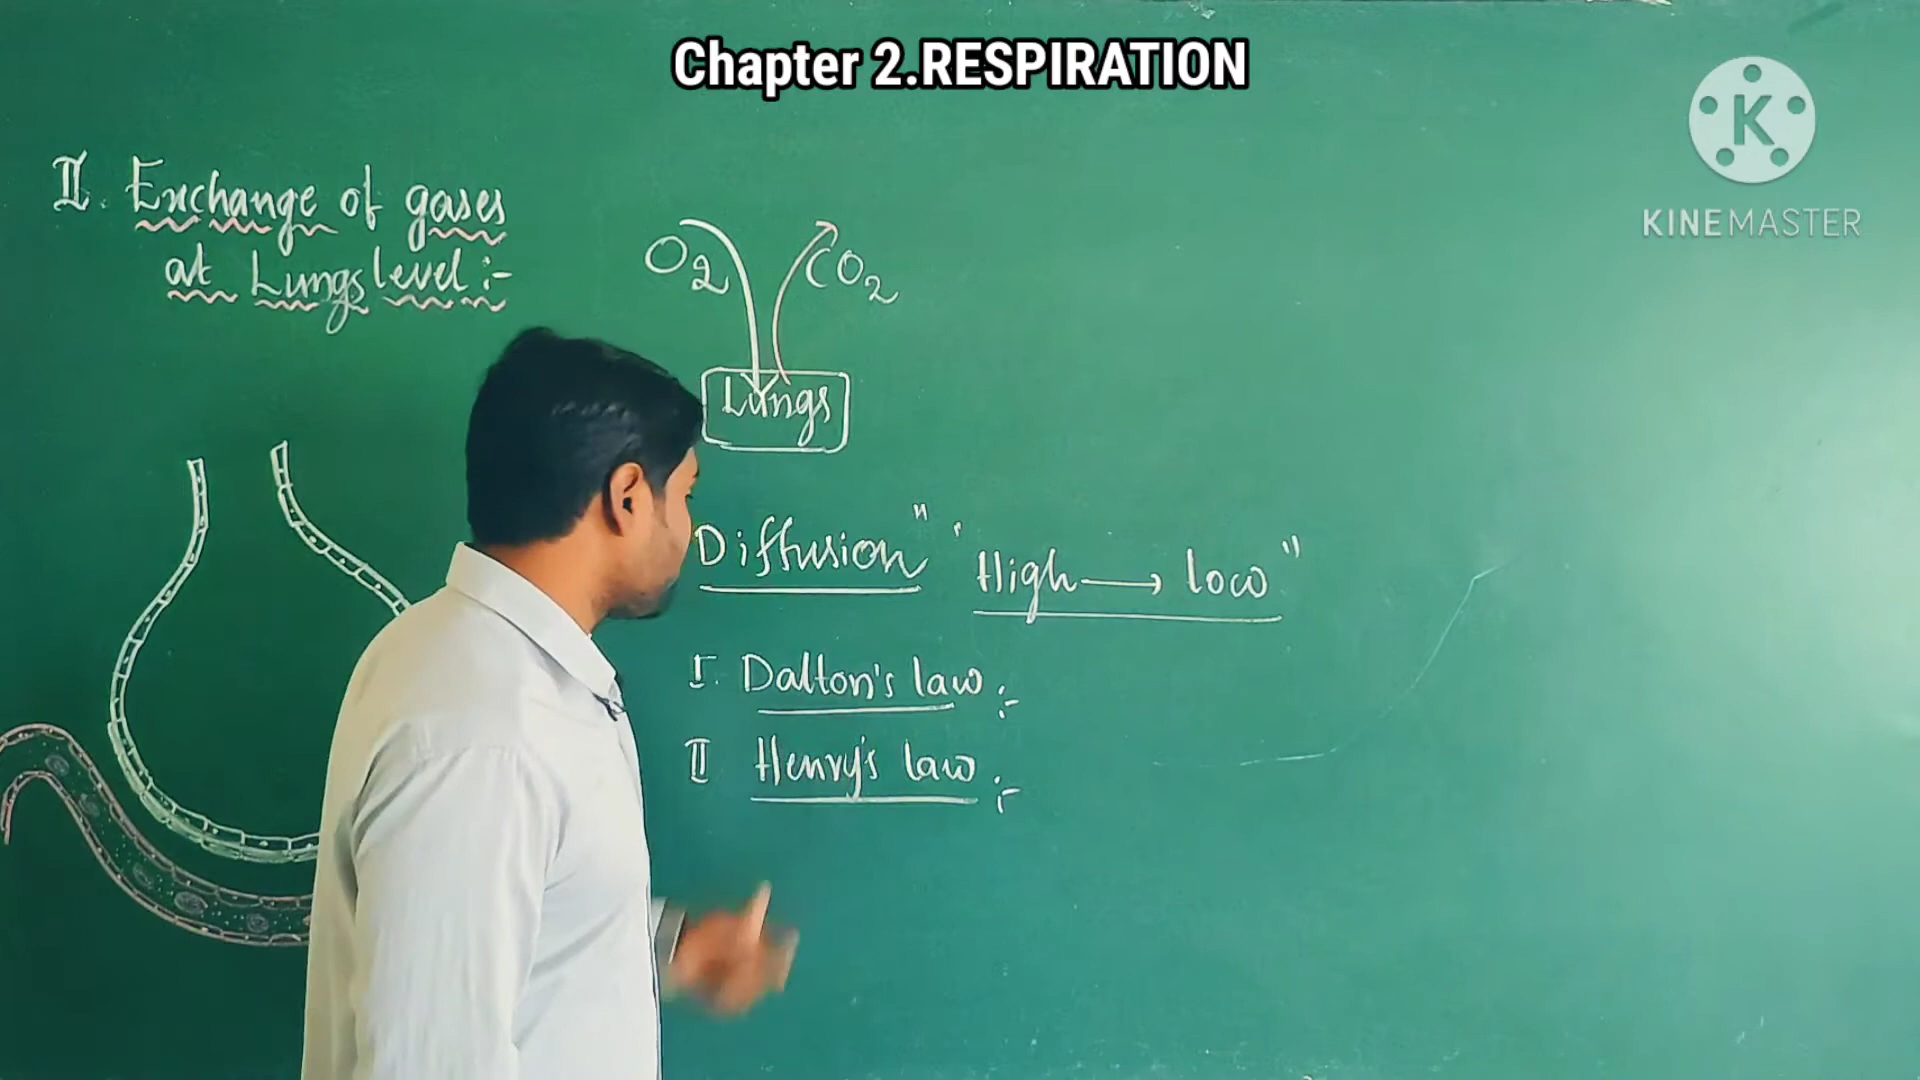 Chapter 2.RESPIRATION
K
KINEMASTER
II. Exchange of gases
at Lungs level:-
O2 CO2
Lungs
Diffusion" "High → low"
I. Dalton's law :-
II Henry's law :-